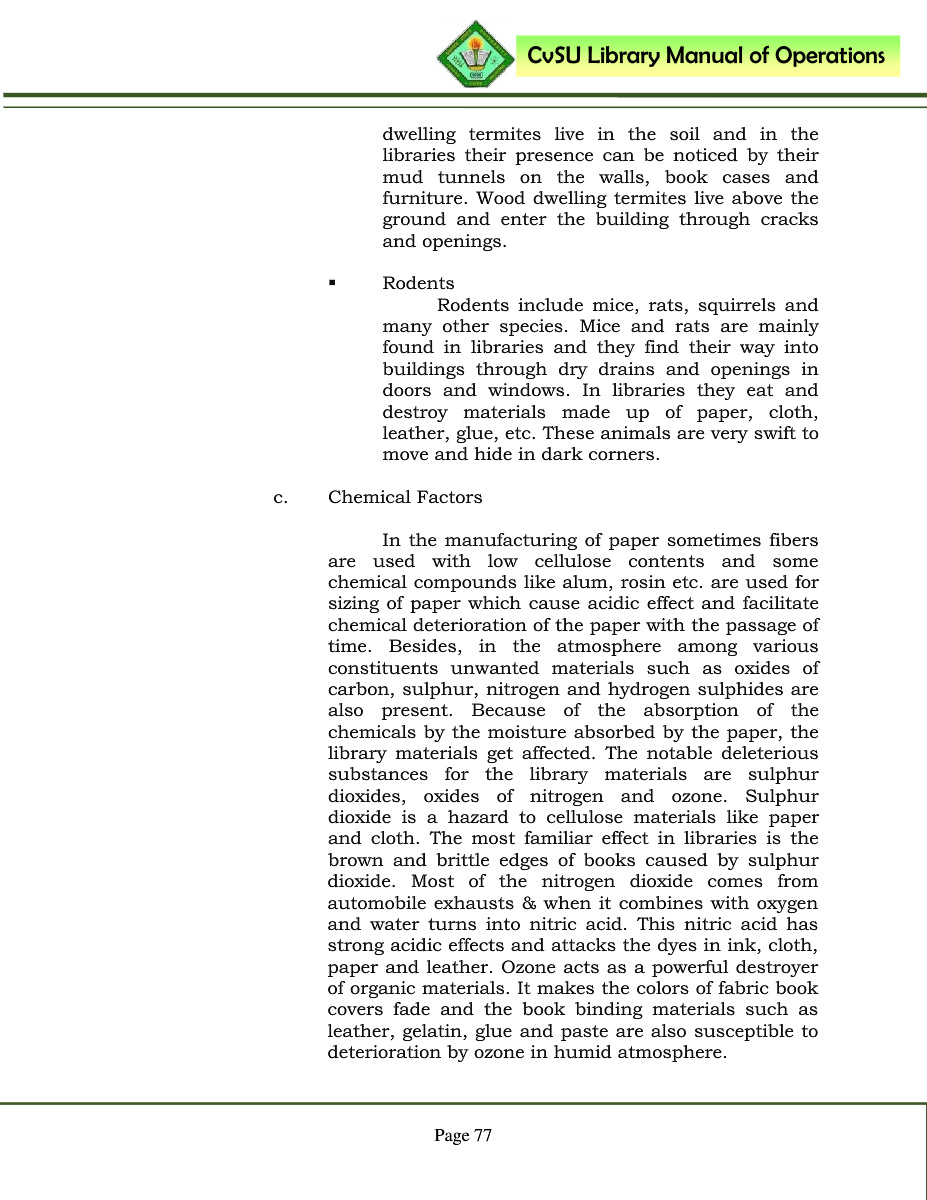 CvSU Library Manual of Operations
dwelling termites live in the soil and in the
libraries their presence can be noticed by their
mud tunnels on the walls, book cases and
furniture. Wood dwelling termites live above the
ground and enter the building through cracks
and openings.
▪ Rodents
Rodents include mice, rats, squirrels and
many other species. Mice and rats are mainly
found in libraries and they find their way into
buildings through dry drains and openings in
doors and windows. In libraries they eat and
destroy materials made up of paper, cloth,
leather, glue, etc. These animals are very swift to
move and hide in dark corners.
c. Chemical Factors
In the manufacturing of paper sometimes fibers
are used with low cellulose contents and some
chemical compounds like alum, rosin etc. are used for
sizing of paper which cause acidic effect and facilitate
chemical deterioration of the paper with the passage of
time. Besides, in the atmosphere among various
constituents unwanted materials such as oxides of
carbon, sulphur, nitrogen and hydrogen sulphides are
also present. Because of the absorption of the
chemicals by the moisture absorbed by the paper, the
library materials get affected. The notable deleterious
substances for the library materials are sulphur
dioxides, oxides of nitrogen and ozone. Sulphur
dioxide is a hazard to cellulose materials like paper
and cloth. The most familiar effect in libraries is the
brown and brittle edges of books caused by sulphur
dioxide. Most of the nitrogen dioxide comes from
automobile exhausts & when it combines with oxygen
and water turns into nitric acid. This nitric acid has
strong acidic effects and attacks the dyes in ink, cloth,
paper and leather. Ozone acts as a powerful destroyer
of organic materials. It makes the colors of fabric book
covers fade and the book binding materials such as
leather, gelatin, glue and paste are also susceptible to
deterioration by ozone in humid atmosphere.
Page 77